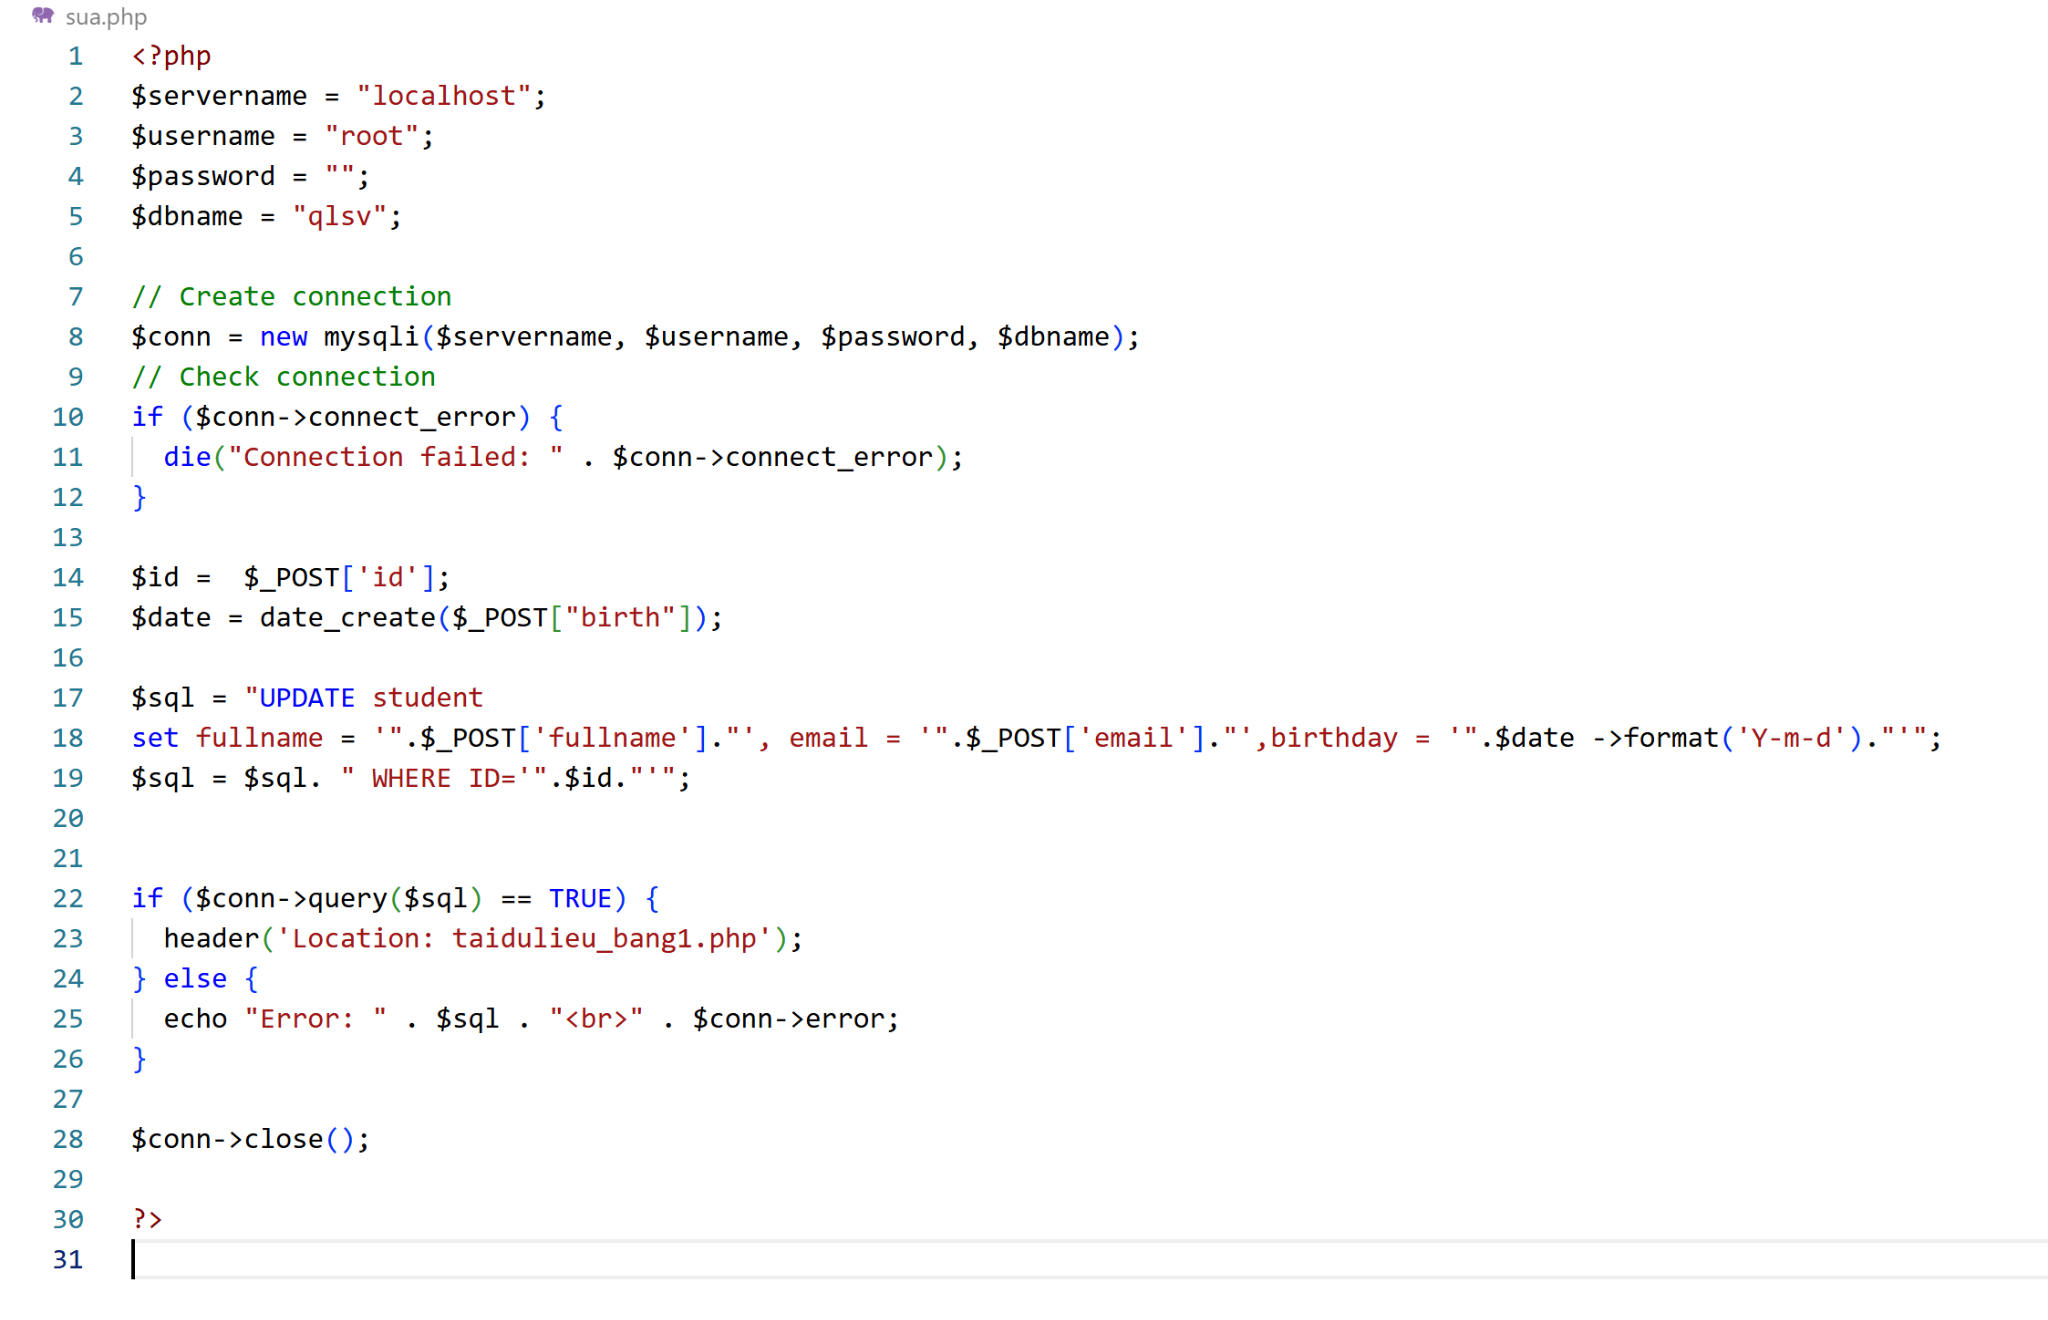 sua.php
1 <?php
2 $servername = "localhost";
3 $username = "root";
4 $password = "";
5 $dbname = "qlsv";
6
7 // Create connection
8 $conn = new mysqli($servername, $username, $password, $dbname);
9 // Check connection
10 if ($conn->connect_error) {
11   die("Connection failed: " . $conn->connect_error);
12 }
13
14 $id =  $_POST['id'];
15 $date = date_create($_POST["birth"]);
16
17 $sql = "UPDATE student
18 set fullname = '".$_POST['fullname']."', email = '".$_POST['email']."',birthday = '".$date ->format('Y-m-d')."'";
19 $sql = $sql. " WHERE ID='".$id."'";
20
21
22 if ($conn->query($sql) == TRUE) {
23   header('Location: taidulieu_bang1.php');
24 } else {
25   echo "Error: " . $sql . "<br>" . $conn->error;
26 }
27
28 $conn->close();
29
30 ?>
31